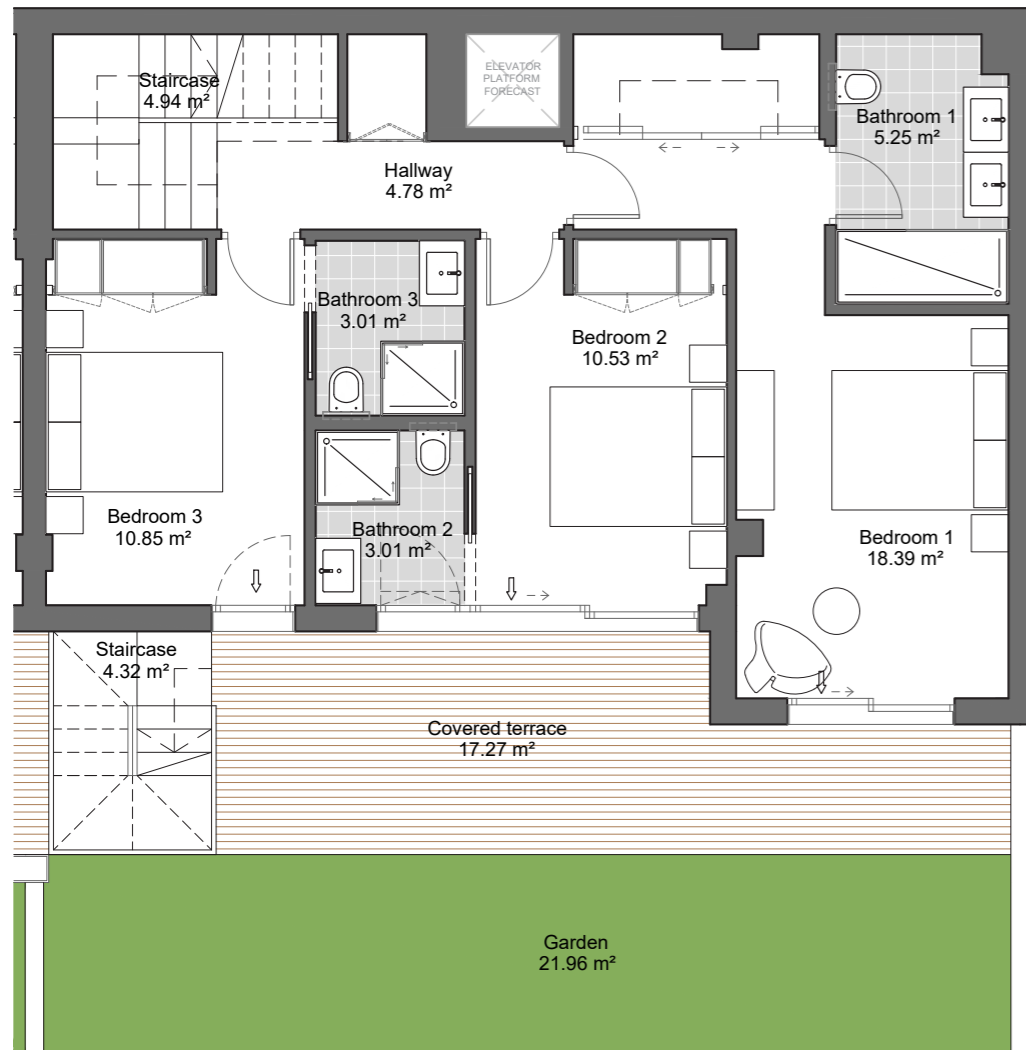 Staircase
4.94 m²
ELEVATOR
PLATFORM
FORECAST
Bathroom 1
5.25 m²
Hallway
4.78 m²
Bathroom 3
3.01 m²
Bedroom 2
10.53 m²
Bedroom 3
10.85 m²
Bathroom 2
3.01 m²
Bedroom 1
18.39 m²
Staircase
4.32 m²
Covered terrace
17.27 m²
Garden
21.96 m²